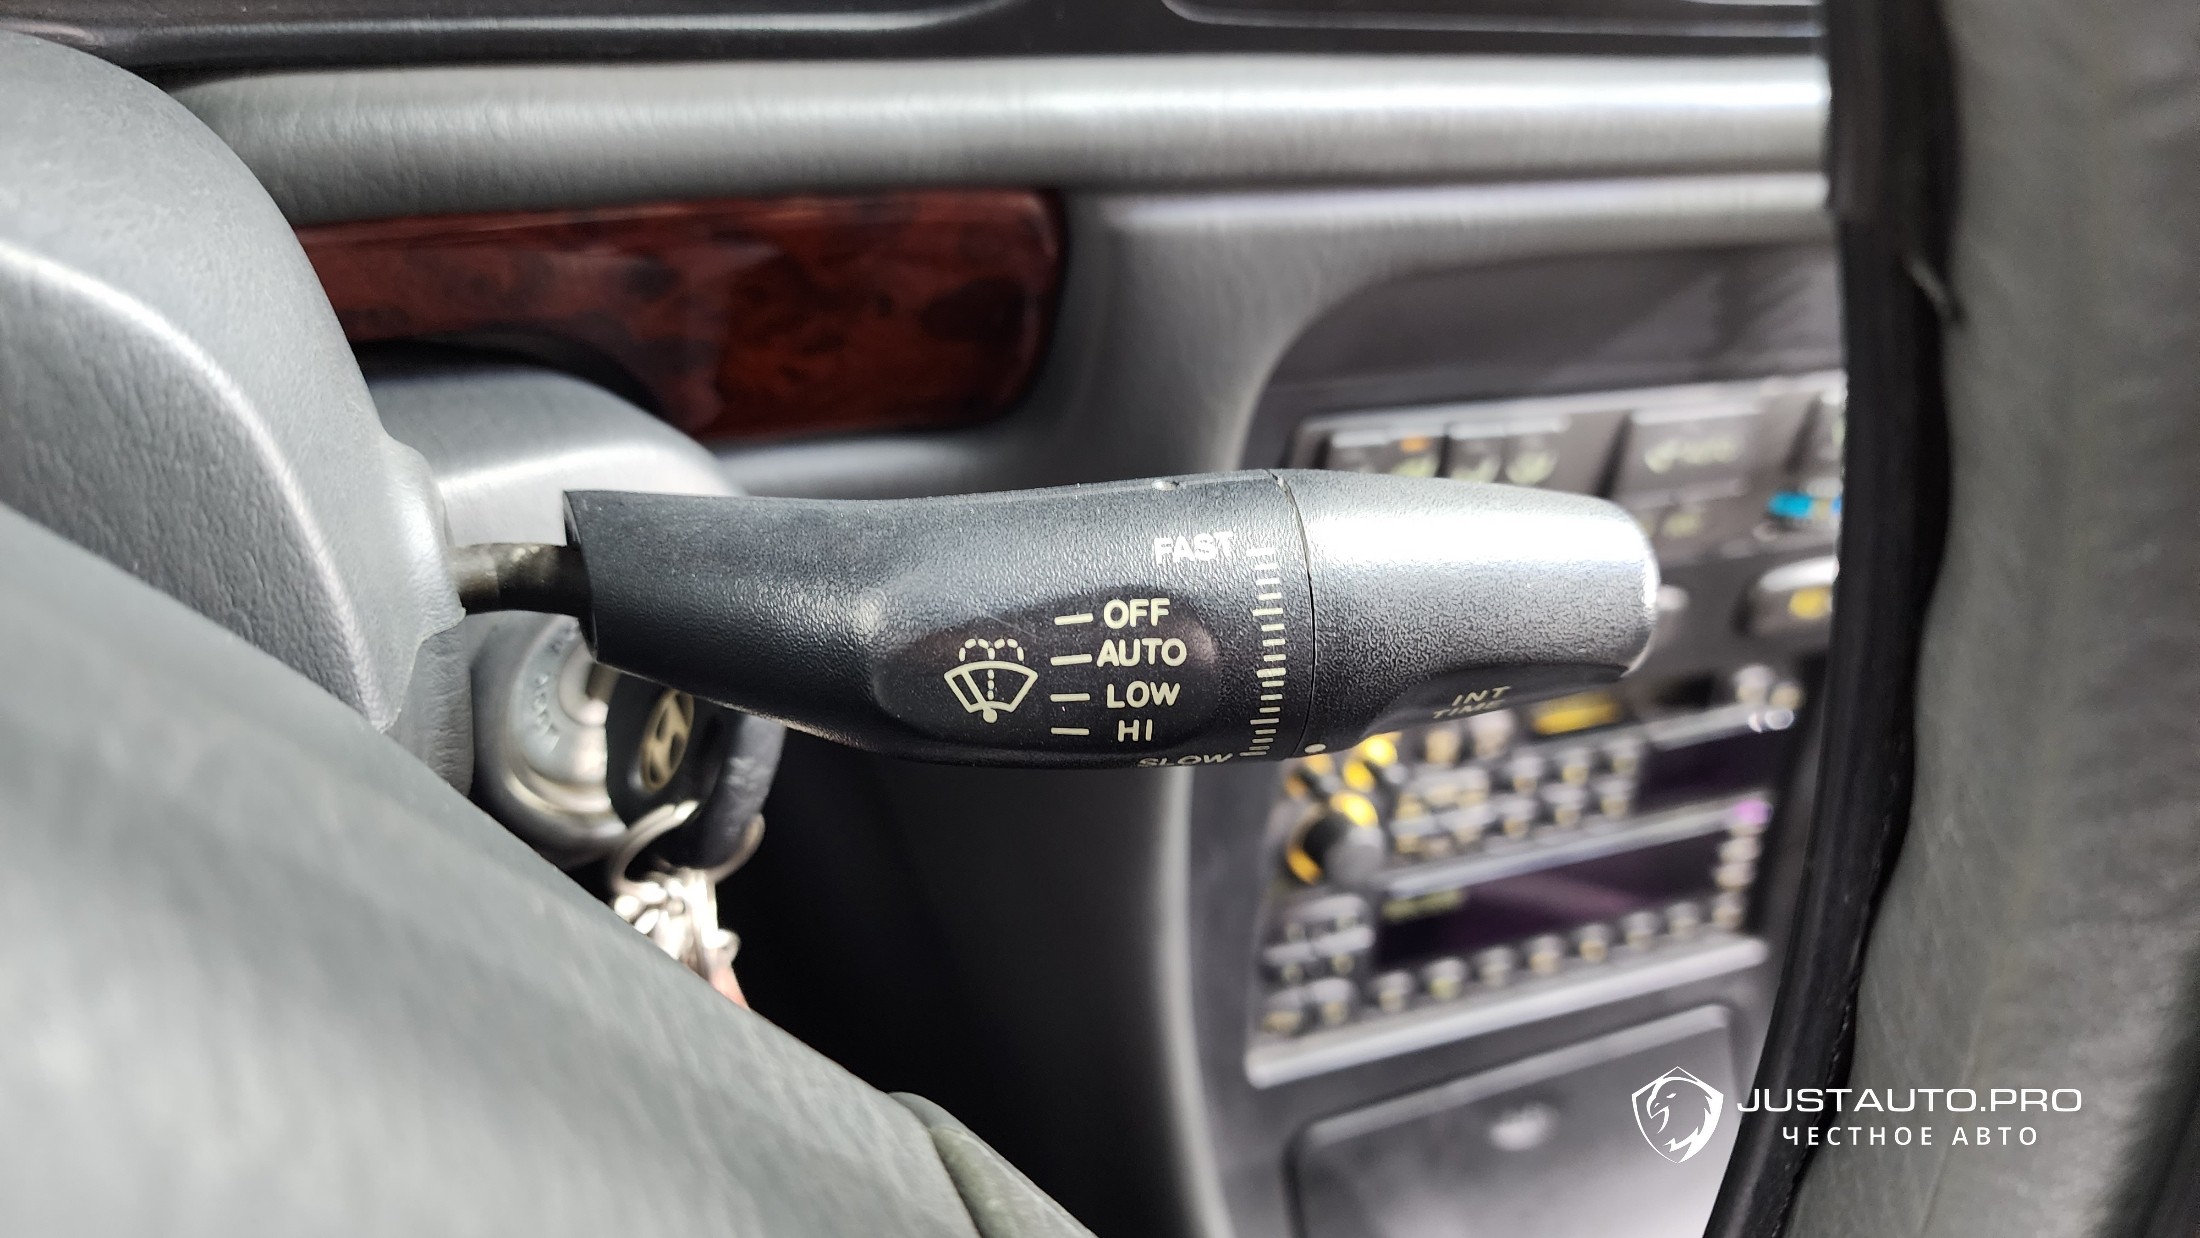 FAST
OFF
AUTO
LOW
HI
SLOW
INT
TIME
JUSTAUTO.PRO
ЧЕСТНОЕ АВТО